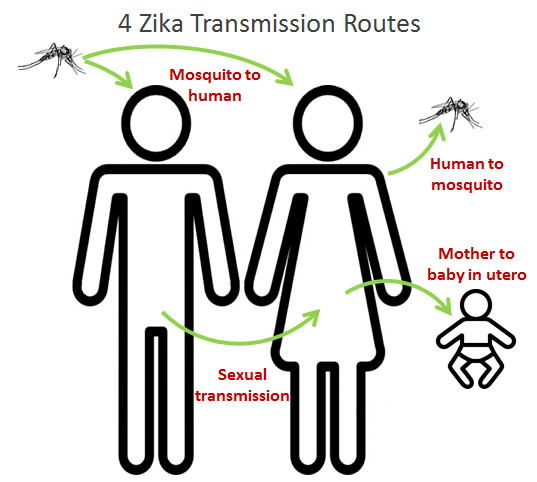 4 Zika Transmission Routes
Mosquito to
human
Human to
mosquito
Mother to
baby in utero
Sexual
transmission